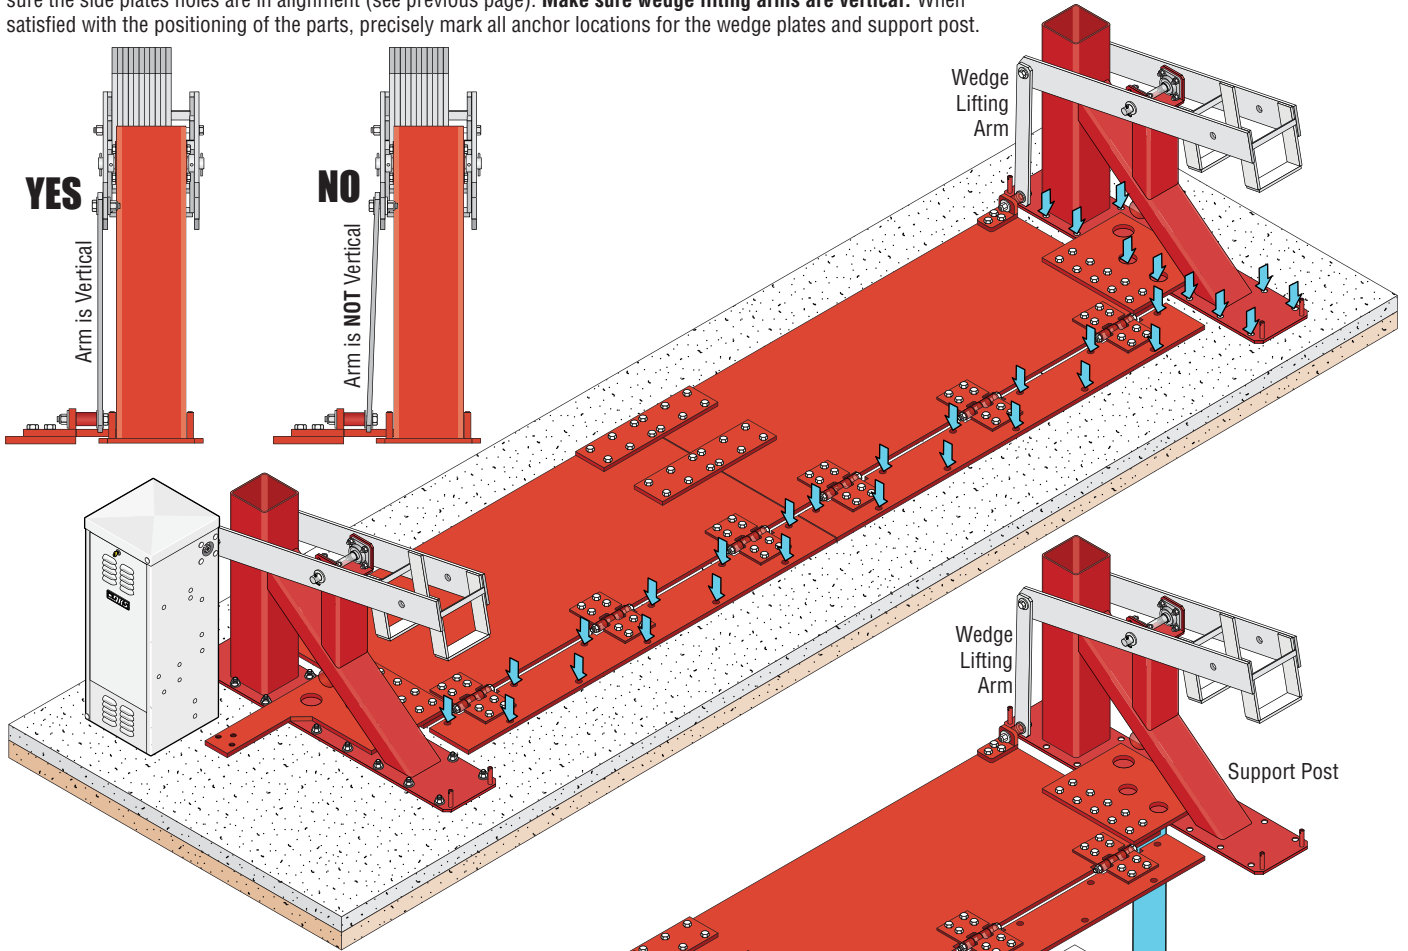 sure the side plates holes are in alignment (see previous page). Make sure wedge lifting arms are vertical. When
satisfied with the positioning of the parts, precisely mark all anchor locations for the wedge plates and support post.
YES
Arm is Vertical
NO
Arm is NOT Vertical
Wedge
Lifting
Arm
Wedge
Lifting
Arm
Support Post